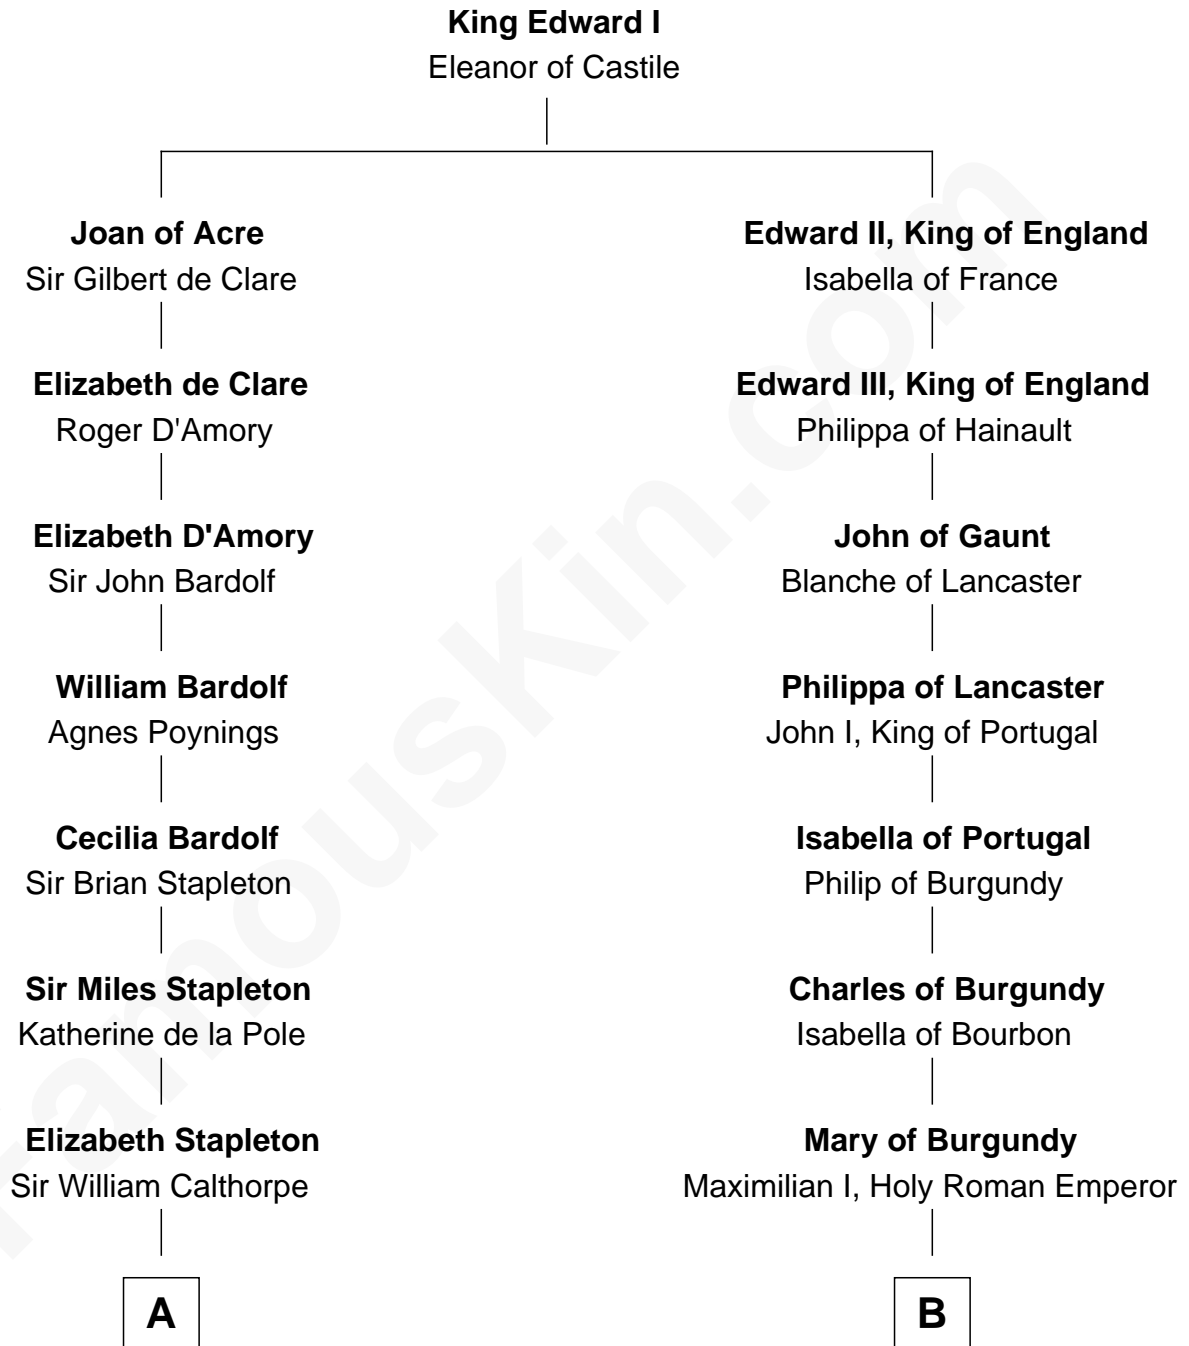 King Edward I
Eleanor of Castile
Joan of Acre
Sir Gilbert de Clare
Edward II, King of England
Isabella of France
Elizabeth de Clare
Roger D'Amory
Edward III, King of England
Philippa of Hainault
Elizabeth D'Amory
Sir John Bardolf
John of Gaunt
Blanche of Lancaster
William Bardolf
Agnes Poynings
Philippa of Lancaster
John I, King of Portugal
Cecilia Bardolf
Sir Brian Stapleton
Isabella of Portugal
Philip of Burgundy
Sir Miles Stapleton
Katherine de la Pole
Charles of Burgundy
Isabella of Bourbon
Elizabeth Stapleton
Sir William Calthorpe
Mary of Burgundy
Maximilian I, Holy Roman Emperor
A
B
FamousKin.com